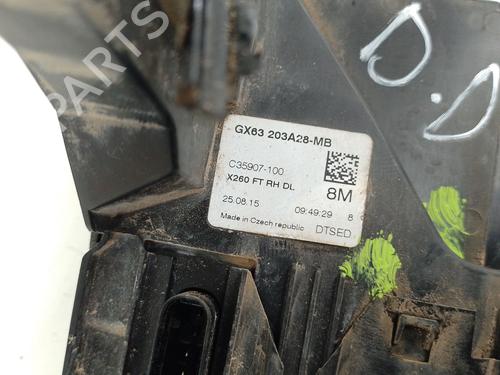 B-PARTS
GX63 203A28-MB
C35907-100
X260 FT RH DL
8M
25.08.15 09:49:29 8
Made in Czech republic DTSED
D.D